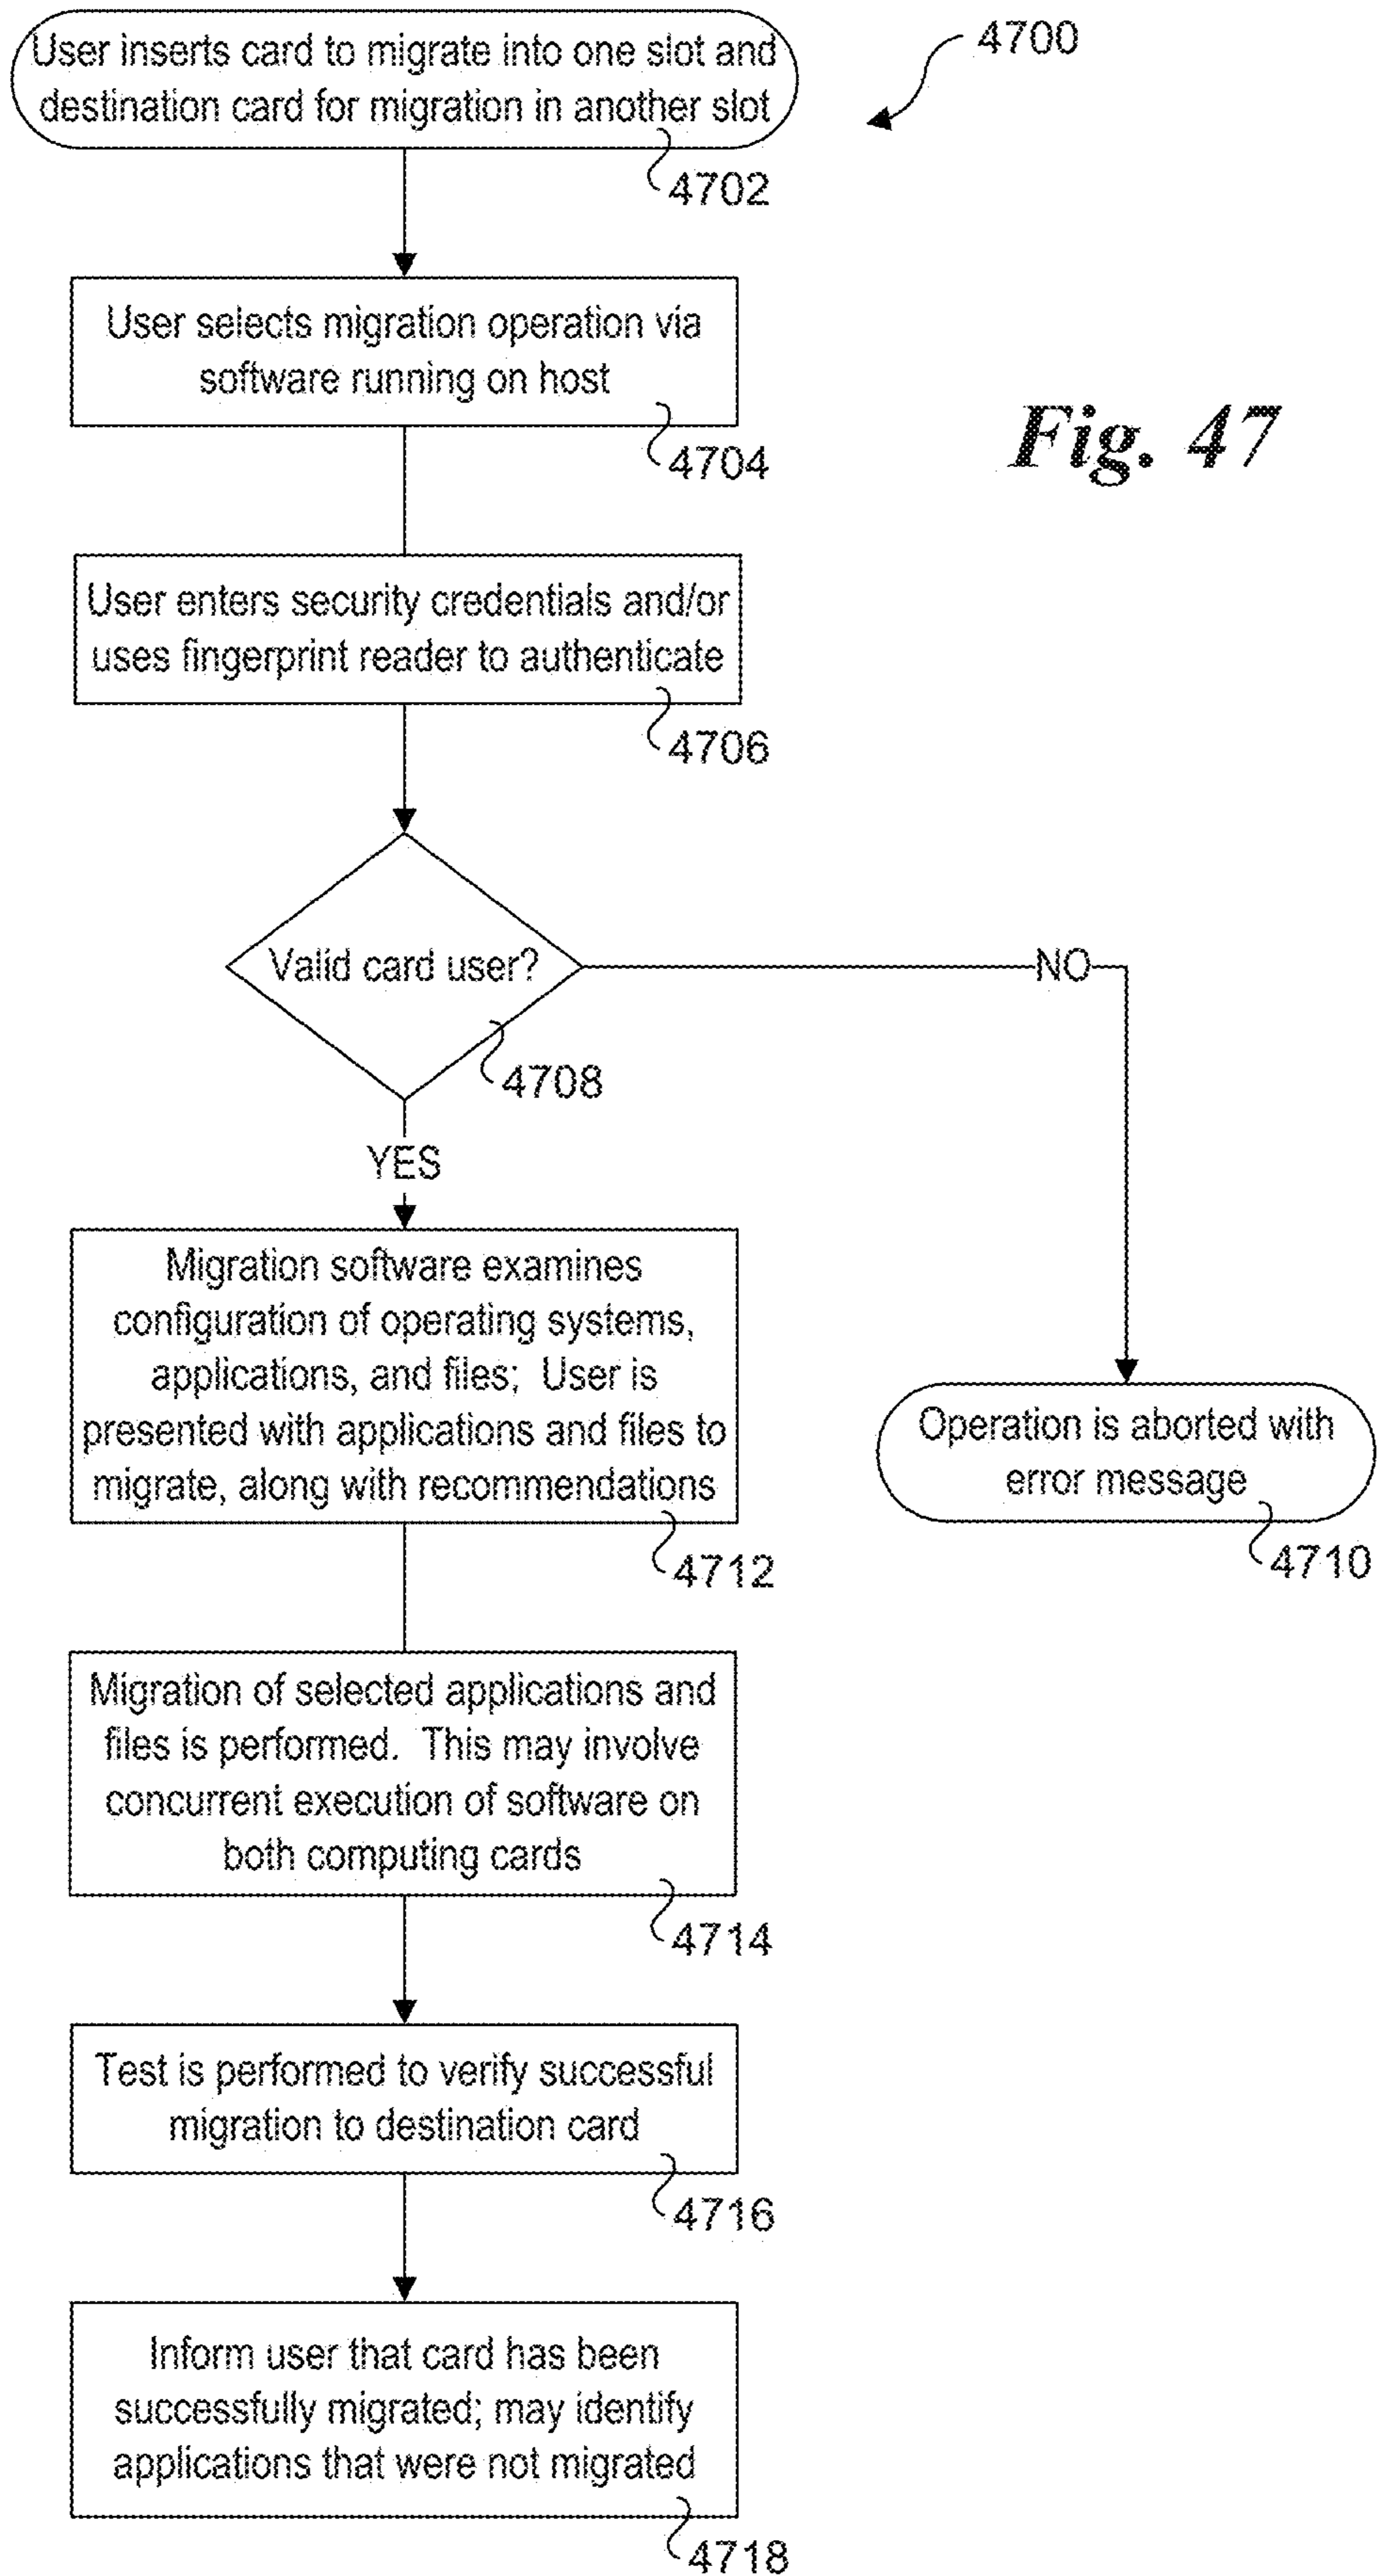 User inserts card to migrate into one slot and
destination card for migration in another slot
4700
4702
User selects migration operation via
software running on host
4704
Fig. 47
User enters security credentials and/or
uses fingerprint reader to authenticate
4706
Valid card user?
NO
4708
YES
Migration software examines
configuration of operating systems,
applications, and files; User is
presented with applications and files to
migrate, along with recommendations
4712
Operation is aborted with
error message
4710
Migration of selected applications and
files is performed. This may involve
concurrent execution of software on
both computing cards
4714
Test is performed to verify successful
migration to destination card
4716
Inform user that card has been
successfully migrated; may identify
applications that were not migrated
4718